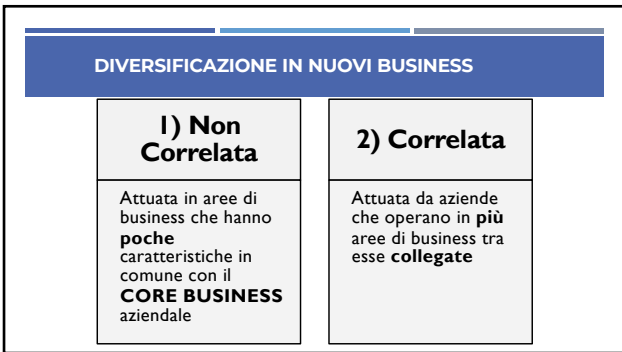 DIVERSIFICAZIONE IN NUOVI BUSINESS
1) Non
Correlata
Attuata in aree di
business che hanno
poche
caratteristiche in
comune con il
CORE BUSINESS
aziendale
2) Correlata
Attuata da aziende
che operano in più
aree di business tra
esse collegate